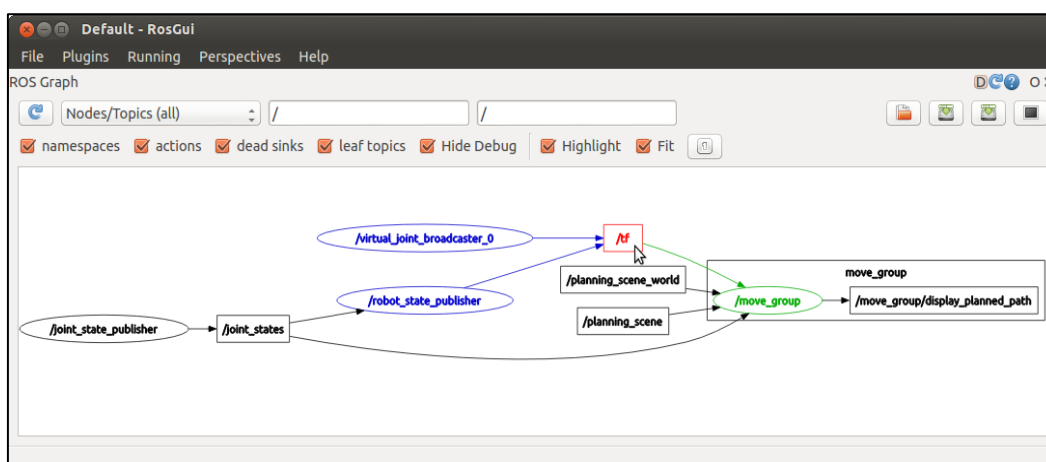 Default - RosGui
File Plugins Running Perspectives Help
ROS Graph D O
Nodes/Topics (all) / /
namespaces actions dead sinks leaf topics Hide Debug Highlight Fit
/virtual_joint_broadcaster_0 /tf
/planning_scene_world move_group
/robot_state_publisher /move_group /move_group/display_planned_path
/joint_state_publisher /joint_states /planning_scene